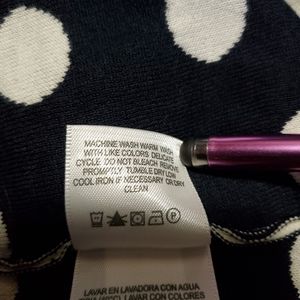 MACHINE WASH WARM WASH
WITH LIKE COLORS DELICATE
CYCLE. DO NOT BLEACH REMOVE
PROMPTLY TUMBLE DRY LOW
COOL IRON IF NECESSARY OR DRY
CLEAN
LAVAR EN LAVADORA CON AGUA
COLORES